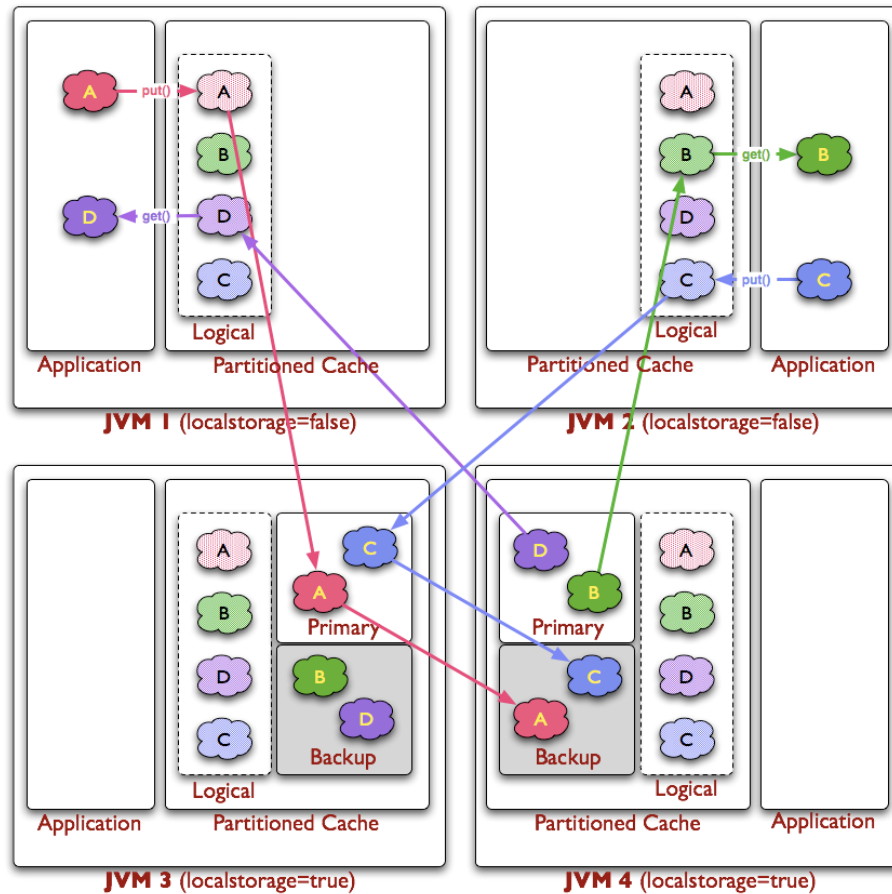 A put() A
B
D get() D
C
Logical
Application
Partitioned Cache
JVM 1 (localstorage=false)
A
B get() B
D
C put() C
Logical
Partitioned Cache
Application
JVM 2 (localstorage=false)
A
B
D
C
Logical
C
A
Primary
B
D
Backup
Application
Partitioned Cache
JVM 3 (localstorage=true)
D
B
Primary
C
A
Backup
A
B
D
C
Logical
Partitioned Cache
Application
JVM 4 (localstorage=true)